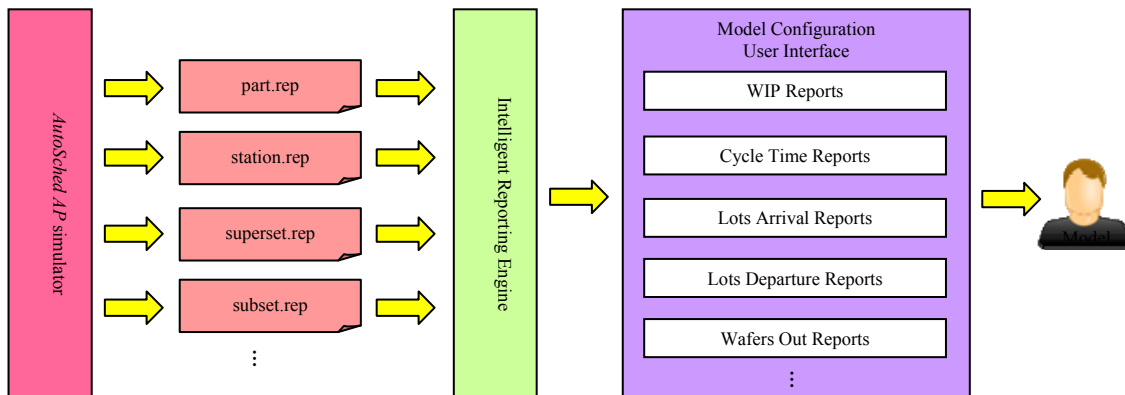 AutoSched AP simulator
part.rep
station.rep
superset.rep
subset.rep
...
Intelligent Reporting Engine
Model Configuration
User Interface
WIP Reports
Cycle Time Reports
Lots Arrival Reports
Lots Departure Reports
Wafers Out Reports
...
Model